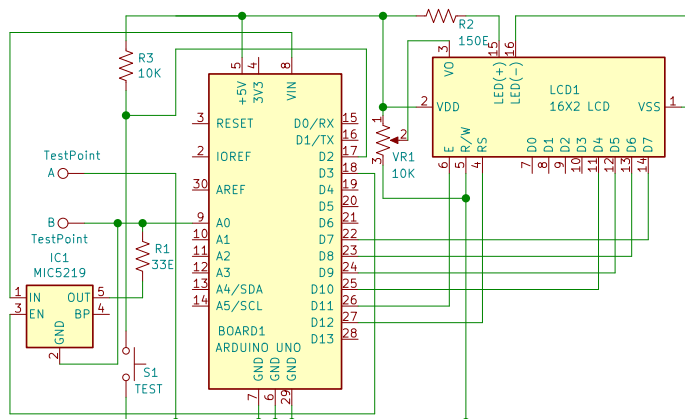 R2
150E
R3
10K
5
4
8
+5V
3V3
VIN
3
VO
15
16
LED(+)
LED(-)
LCD1
16X2 LCD
2
VDD
VSS
1
E
R/W
RS
D0
D1
D2
D3
D4
D5
D6
D7
6
5
4
7
8
9
10
11
12
13
14
1
2
3
VR1
10K
TestPoint
A
B
TestPoint
R1
33E
IC1
MIC5219
1
IN
OUT
5
3
EN
BP
4
GND
2
S1
TEST
3
RESET
D0/RX
15
D1/TX
16
2
IOREF
D2
17
D3
18
30
AREF
D4
19
D5
20
9
A0
D6
21
10
A1
D7
22
11
A2
D8
23
12
A3
D9
24
13
A4/SDA
D10
25
14
A5/SCL
D11
26
D12
27
D13
28
BOARD1
ARDUINO UNO
GND
GND
GND
7
6
29